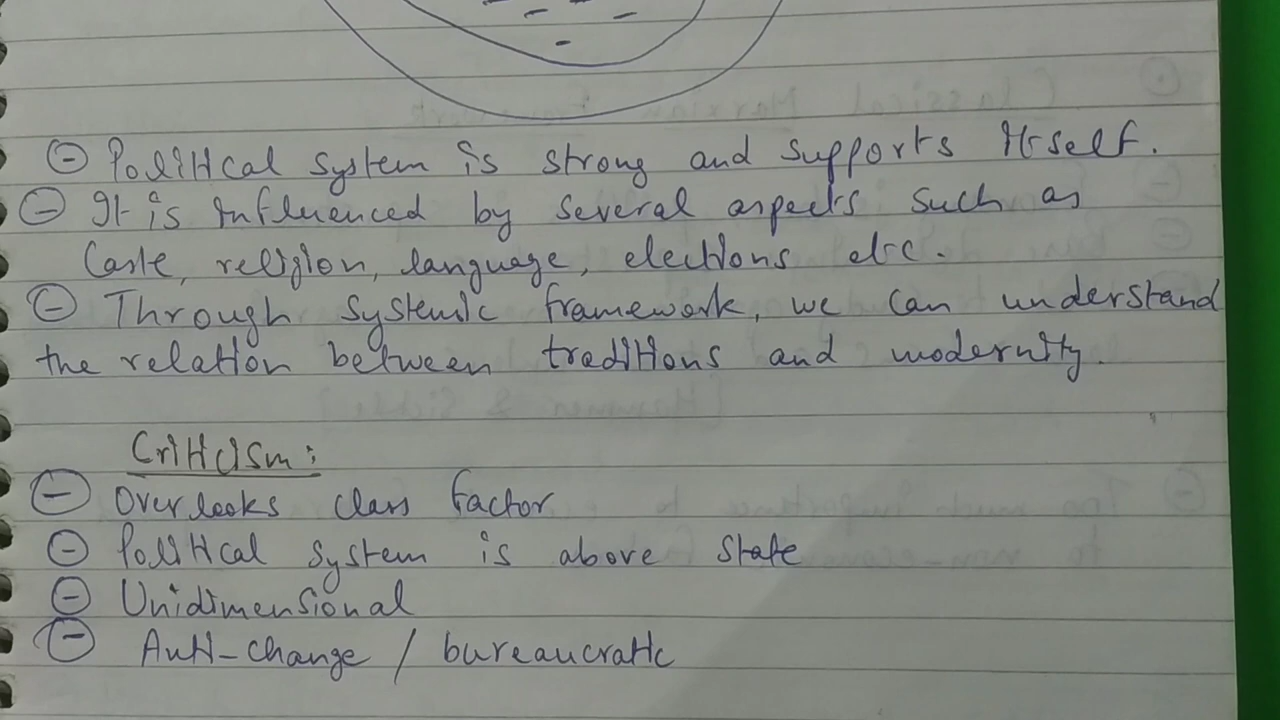 ⊖ Political system is strong and supports itself.
⊖ It is influenced by several aspects such as
Caste, religion, language, elections etc.
⊖ Through systemic framework, we can understand
the relation between traditions and modernity.
Criticism:
⊖ Overlooks class factor
⊖ Political system is above state
⊖ Unidimensional
⊖ Anti-change / bureaucratic